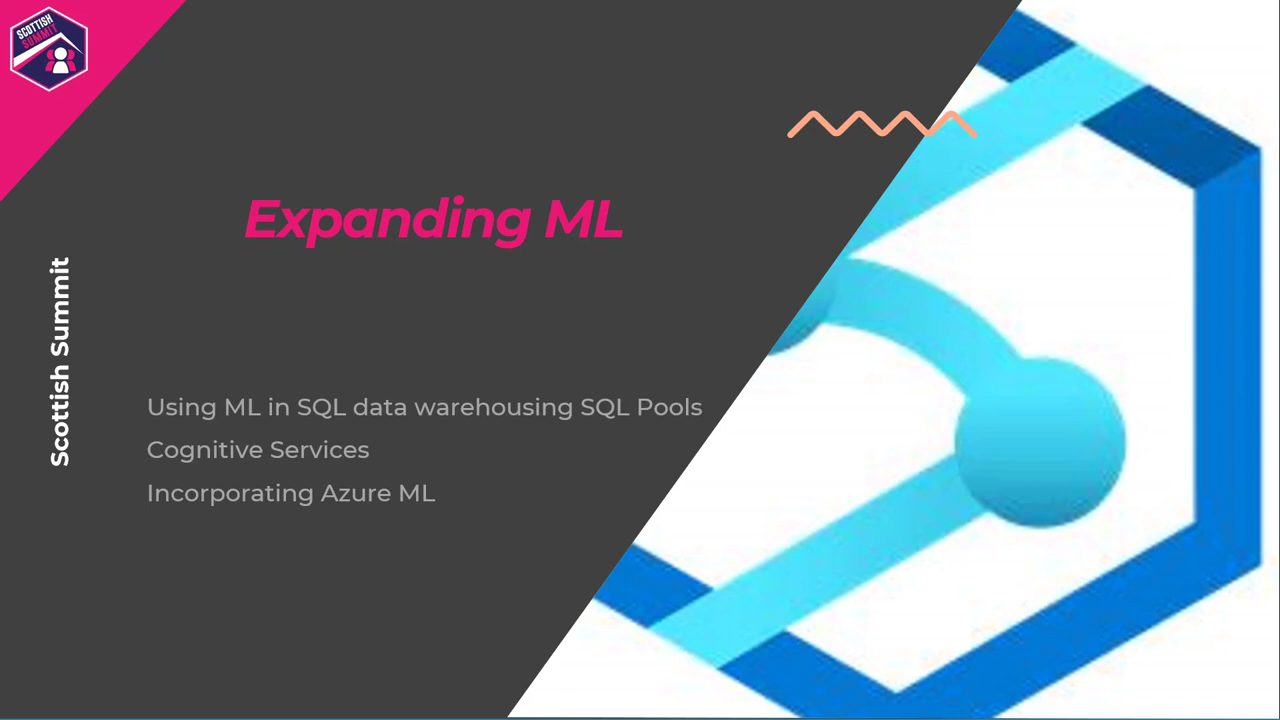 SCOTTISH
SUMMIT
Expanding ML
Scottish Summit
Using ML in SQL data warehousing SQL Pools
Cognitive Services
Incorporating Azure ML